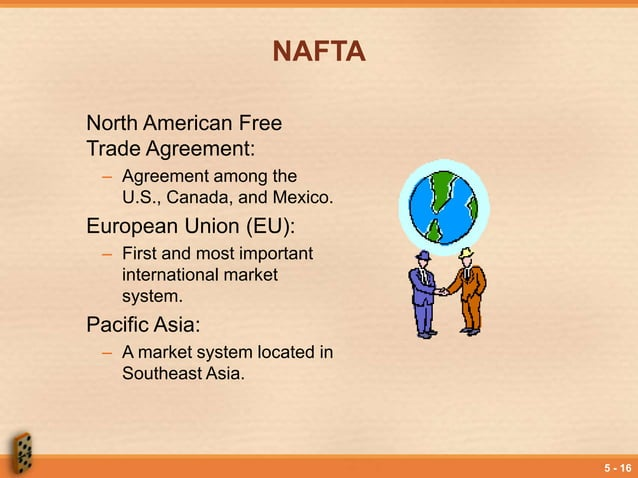 NAFTA
North American Free
Trade Agreement:
– Agreement among the
U.S., Canada, and Mexico.
European Union (EU):
– First and most important
international market
system.
Pacific Asia:
– A market system located in
Southeast Asia.
5 - 16